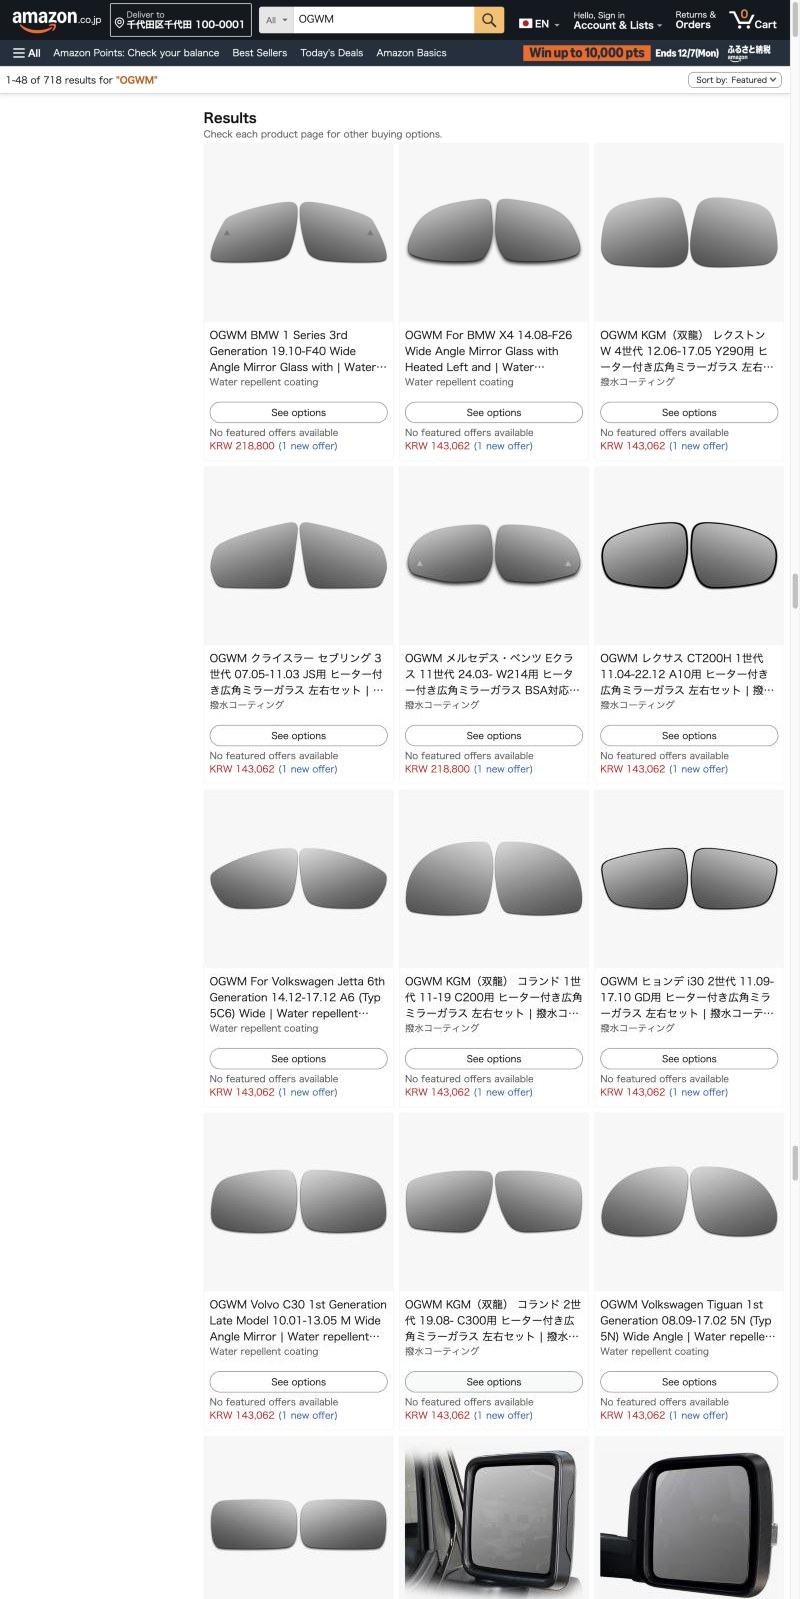 amazon.co.jp
Deliver to
千代田区千代田 100-0001
All
OGWM
EN
Hello, Sign in
Account & Lists
Returns &
Orders
0
Cart
All
Amazon Points: Check your balance
Best Sellers
Today's Deals
Amazon Basics
Win up to 10,000 pts
Ends 12/7(Mon)
ふるさと納税
amazon
1-48 of 718 results for "OGWM"
Sort by: Featured
Results
Check each product page for other buying options.
OGWM BMW 1 Series 3rd
Generation 19.10-F40 Wide
Angle Mirror Glass with | Water…
Water repellent coating
See options
No featured offers available
KRW 218,800 (1 new offer)
OGWM For BMW X4 14.08-F26
Wide Angle Mirror Glass with
Heated Left and | Water…
Water repellent coating
See options
No featured offers available
KRW 143,062 (1 new offer)
OGWM KGM（双龍） レクストン
W 4世代 12.06-17.05 Y290用 ヒ
ーター付き広角ミラーガラス 左右…
撥水コーティング
See options
No featured offers available
KRW 143,062 (1 new offer)
OGWM クライスラー セブリング 3
世代 07.05-11.03 JS用 ヒーター付
き広角ミラーガラス 左右セット | …
撥水コーティング
See options
No featured offers available
KRW 143,062 (1 new offer)
OGWM メルセデス・ベンツ Eクラ
ス 11世代 24.03- W214用 ヒータ
ー付き広角ミラーガラス BSA対応…
撥水コーティング
See options
No featured offers available
KRW 218,800 (1 new offer)
OGWM レクサス CT200H 1世代
11.04-22.12 A10用 ヒーター付き
広角ミラーガラス 左右セット | 撥…
撥水コーティング
See options
No featured offers available
KRW 143,062 (1 new offer)
OGWM For Volkswagen Jetta 6th
Generation 14.12-17.12 A6 (Typ
5C6) Wide | Water repellent…
Water repellent coating
See options
No featured offers available
KRW 143,062 (1 new offer)
OGWM KGM（双龍） コランド 1世
代 11-19 C200用 ヒーター付き広角
ミラーガラス 左右セット | 撥水コ…
撥水コーティング
See options
No featured offers available
KRW 143,062 (1 new offer)
OGWM ヒョンデ i30 2世代 11.09-
17.10 GD用 ヒーター付き広角ミラ
ーガラス 左右セット | 撥水コーテ…
撥水コーティング
See options
No featured offers available
KRW 143,062 (1 new offer)
OGWM Volvo C30 1st Generation
Late Model 10.01-13.05 M Wide
Angle Mirror | Water repellent…
Water repellent coating
See options
No featured offers available
KRW 143,062 (1 new offer)
OGWM KGM（双龍） コランド 2世
代 19.08- C300用 ヒーター付き広
角ミラーガラス 左右セット | 撥水…
撥水コーティング
See options
No featured offers available
KRW 143,062 (1 new offer)
OGWM Volkswagen Tiguan 1st
Generation 08.09-17.02 5N (Typ
5N) Wide Angle | Water repelle…
Water repellent coating
See options
No featured offers available
KRW 143,062 (1 new offer)